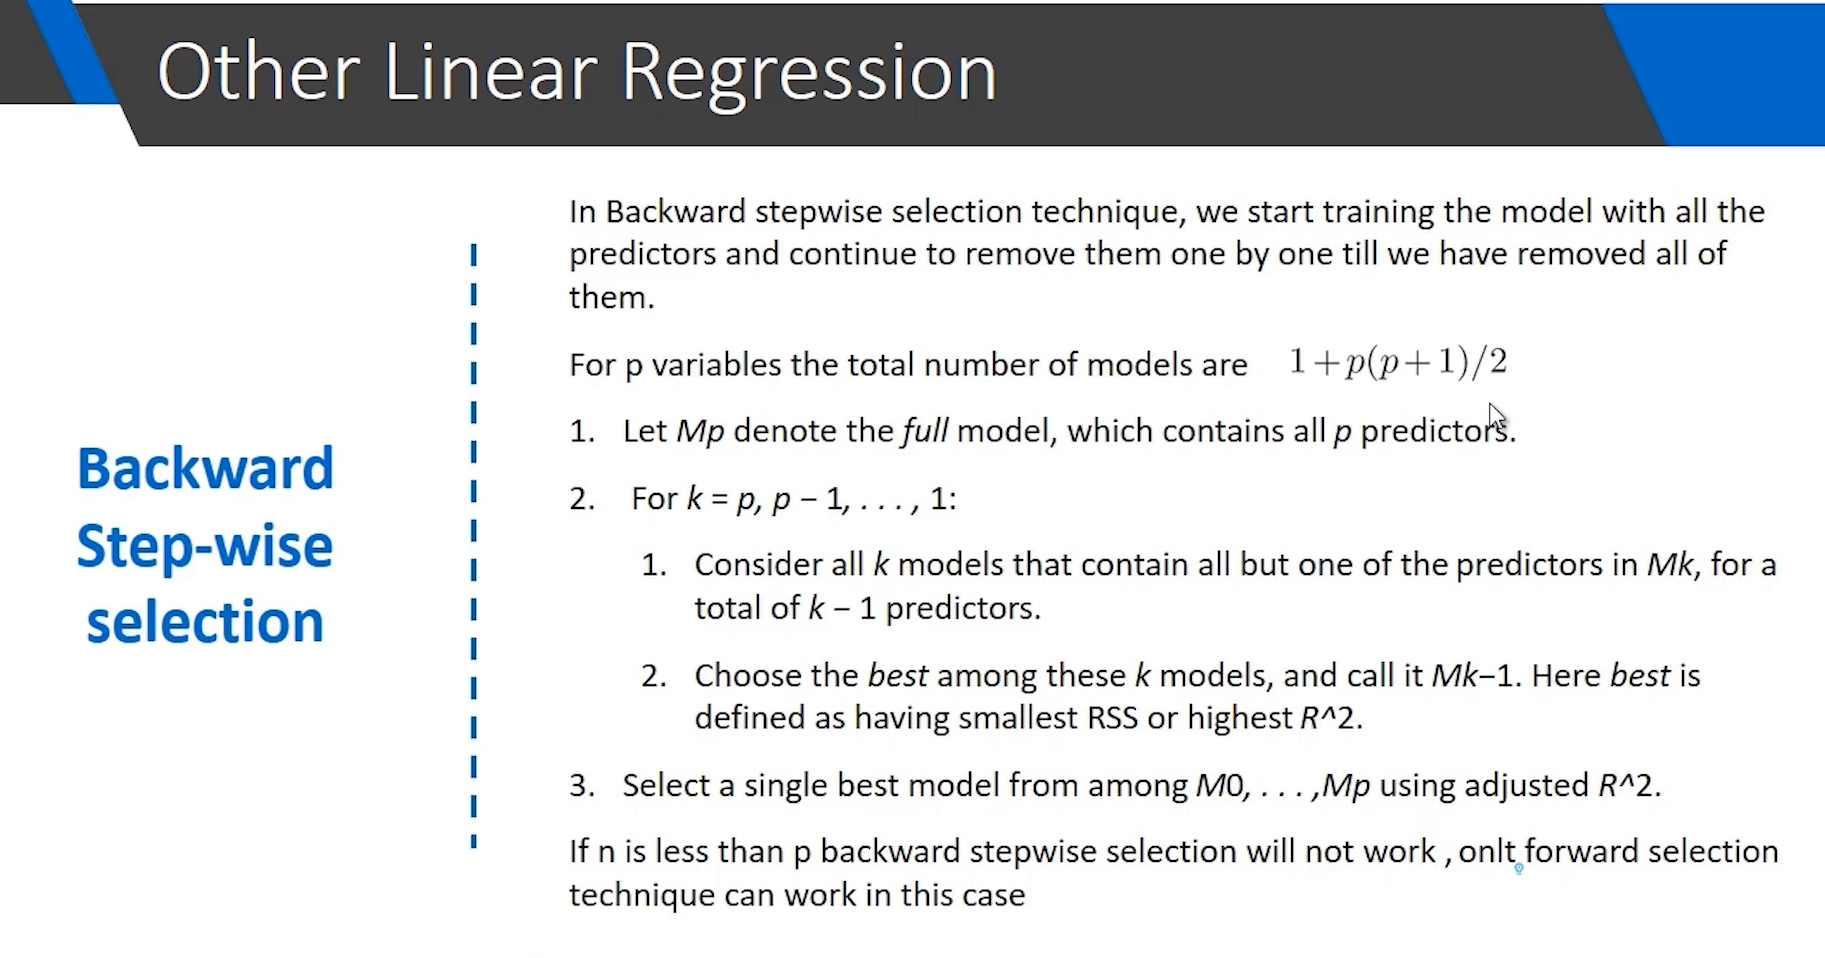 Other Linear Regression
Backward
Step-wise
selection
In Backward stepwise selection technique, we start training the model with all the
predictors and continue to remove them one by one till we have removed all of
them.
For p variables the total number of models are 1+p(p+1)/2
1. Let Mp denote the full model, which contains all p predictors.
2. For k = p, p − 1, . . . , 1:
1. Consider all k models that contain all but one of the predictors in Mk, for a
total of k − 1 predictors.
2. Choose the best among these k models, and call it Mk−1. Here best is
defined as having smallest RSS or highest R^2.
3. Select a single best model from among M0, . . . ,Mp using adjusted R^2.
If n is less than p backward stepwise selection will not work , onlt forward selection
technique can work in this case